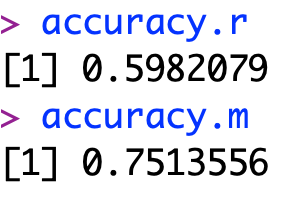 > accuracy.r
[1] 0.5982079
> accuracy.m
[1] 0.7513556